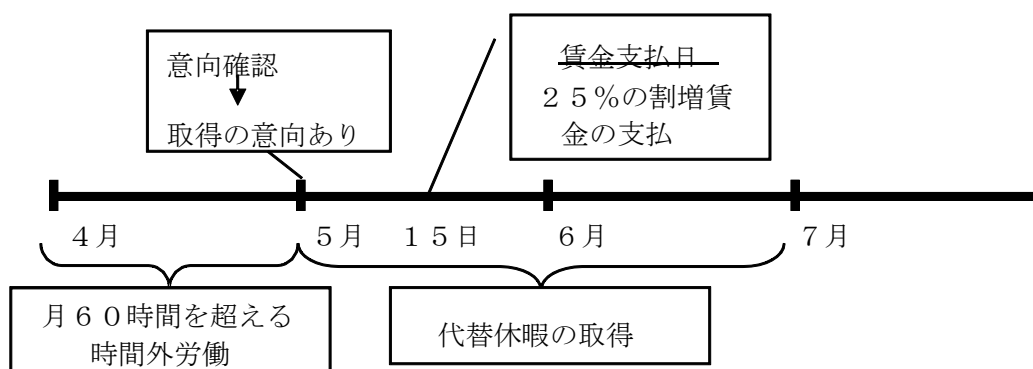 意向確認
取得の意向あり
賃金支払日
２５％の割増賃
金の支払
４月
５月
１５日
６月
７月
月６０時間を超える
時間外労働
代替休暇の取得